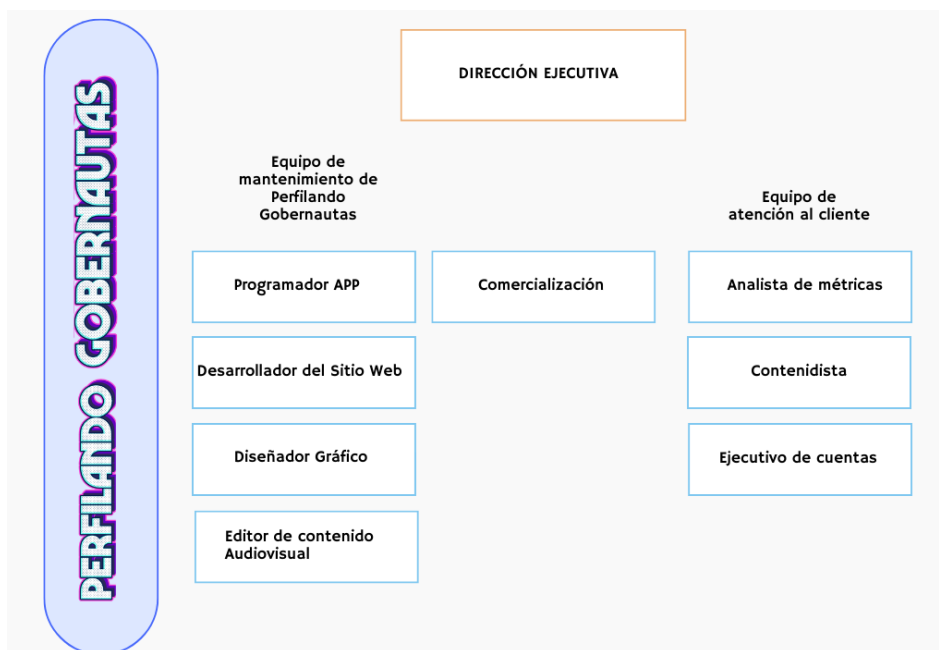 PERFILANDO GOBERNAUTAS
DIRECCIÓN EJECUTIVA
Equipo de
mantenimiento de
Perfilando
Gobernautas
Programador APP
Desarrollador del Sitio Web
Diseñador Gráfico
Editor de contenido
Audiovisual
Comercialización
Equipo de
atención al cliente
Analista de métricas
Contenidista
Ejecutivo de cuentas